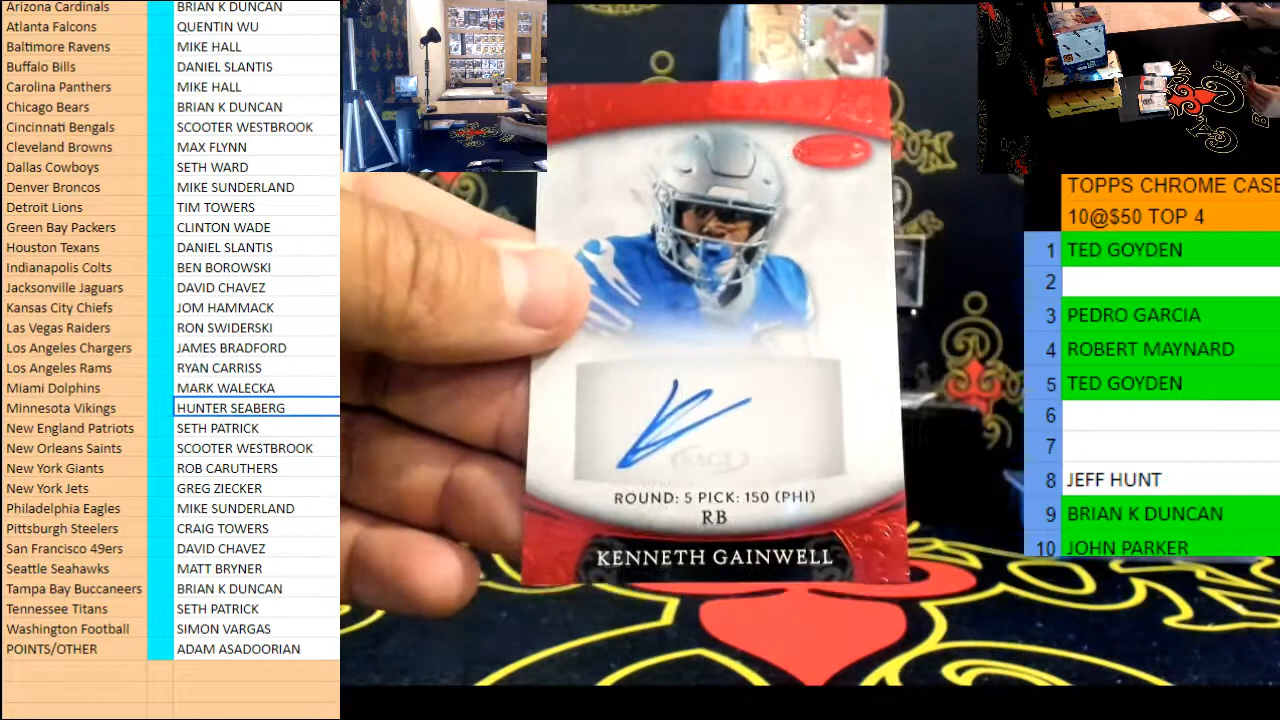 Arizona Cardinals BRIAN K DUNCAN
Atlanta Falcons QUENTIN WU
Baltimore Ravens MIKE HALL
Buffalo Bills DANIEL SLANTIS
Carolina Panthers MIKE HALL
Chicago Bears BRIAN K DUNCAN
Cincinnati Bengals SCOOTER WESTBROOK
Cleveland Browns MAX FLYNN
Dallas Cowboys SETH WARD
Denver Broncos MIKE SUNDERLAND
Detroit Lions TIM TOWERS
Green Bay Packers CLINTON WADE
Houston Texans DANIEL SLANTIS
Indianapolis Colts BEN BOROWSKI
Jacksonville Jaguars DAVID CHAVEZ
Kansas City Chiefs JOM HAMMACK
Las Vegas Raiders RON SWIDERSKI
Los Angeles Chargers JAMES BRADFORD
Los Angeles Rams RYAN CARRISS
Miami Dolphins MARK WALECKA
Minnesota Vikings HUNTER SEABERG
New England Patriots SETH PATRICK
New Orleans Saints SCOOTER WESTBROOK
New York Giants ROB CARUTHERS
New York Jets GREG ZIECKER
Philadelphia Eagles MIKE SUNDERLAND
Pittsburgh Steelers CRAIG TOWERS
San Francisco 49ers DAVID CHAVEZ
Seattle Seahawks MATT BRYNER
Tampa Bay Buccaneers BRIAN K DUNCAN
Tennessee Titans SETH PATRICK
Washington Football SIMON VARGAS
POINTS/OTHER ADAM ASADOORIAN
SAGE
ROUND: 5 PICK: 150 (PHI)
RB
KENNETH GAINWELL
TOPPS CHROME CASE
10@$50 TOP 4
1 TED GOYDEN
2
3 PEDRO GARCIA
4 ROBERT MAYNARD
5 TED GOYDEN
6
7
8 JEFF HUNT
9 BRIAN K DUNCAN
10 JOHN PARKER